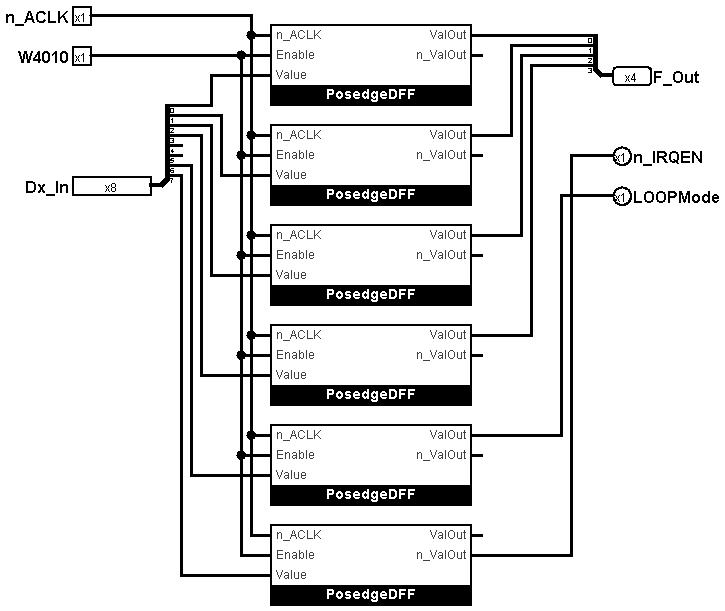 n_ACLK x1
W4010 x1
Dx_In x8
0
1
2
3
4
5
6
7
n_ACLK ValOut
Enable n_ValOut
Value
PosedgeDFF
n_ACLK ValOut
Enable n_ValOut
Value
PosedgeDFF
n_ACLK ValOut
Enable n_ValOut
Value
PosedgeDFF
n_ACLK ValOut
Enable n_ValOut
Value
PosedgeDFF
n_ACLK ValOut
Enable n_ValOut
Value
PosedgeDFF
n_ACLK ValOut
Enable n_ValOut
Value
PosedgeDFF
0
1
2
3
x4 F_Out
x1 n_IRQEN
x1 LOOPMode